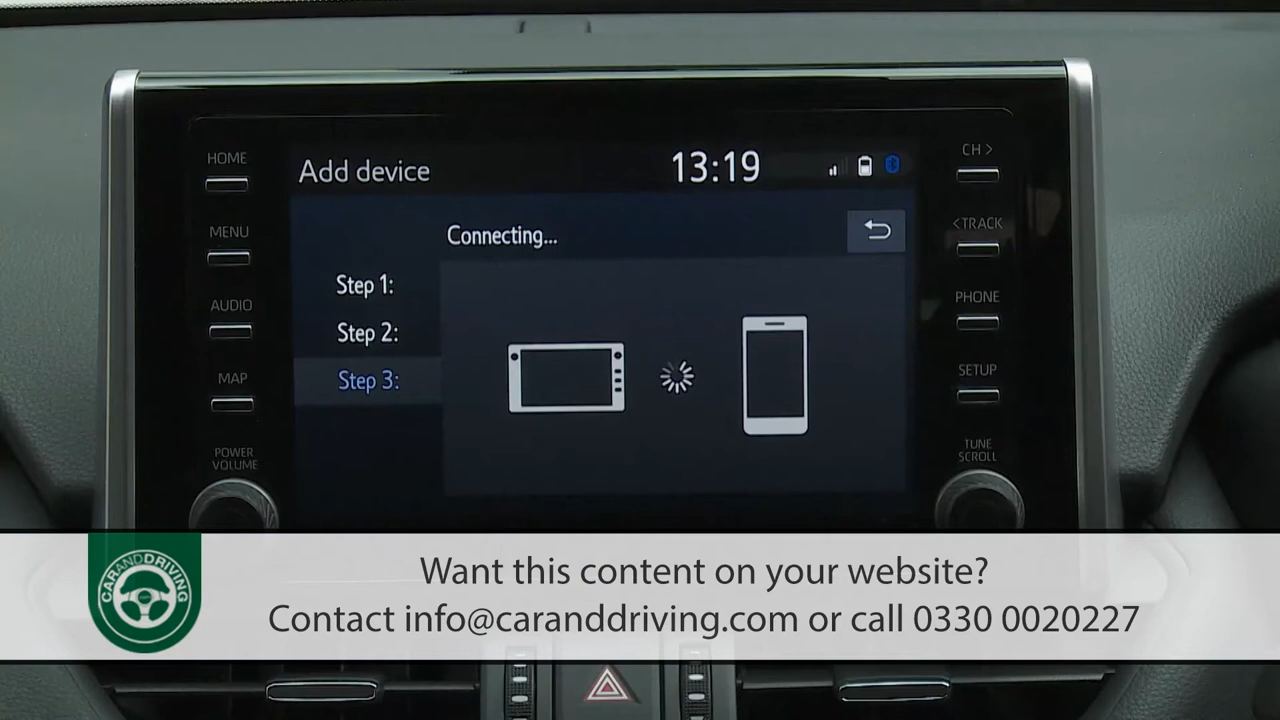 HOME
MENU
AUDIO
MAP
POWER
VOLUME
Add device
13:19
Connecting...
Step 1:
Step 2:
Step 3:
CH >
<TRACK
PHONE
SETUP
TUNE
SCROLL
CARANDDRIVING
Want this content on your website?
Contact info@caranddriving.com or call 0330 0020227